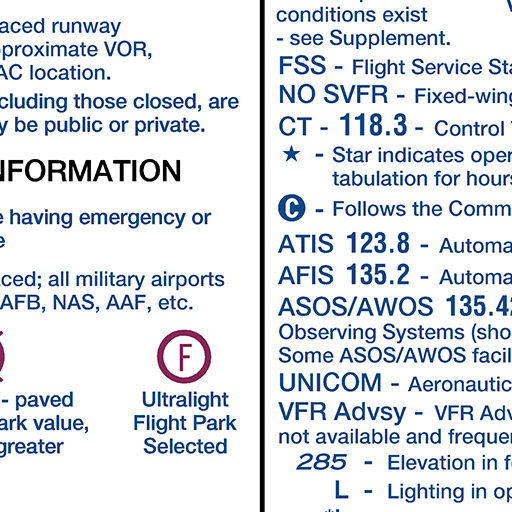 aced runway
proximate VOR,
AC location.
cluding those closed, are
y be public or private.
NFORMATION
e having emergency or
e
aced; all military airports
AFB, NAS, AAF, etc.
- paved
ark value,
greater
F
Ultralight
Flight Park
Selected
conditions exist
- see Supplement.
FSS - Flight Service Sta
NO SVFR - Fixed-wing
CT - 118.3 - Control
★ - Star indicates oper
tabulation for hours
C - Follows the Comm
ATIS 123.8 - Automa
AFIS 135.2 - Automa
ASOS/AWOS 135.42
Observing Systems (sho
Some ASOS/AWOS facil
UNICOM - Aeronautic
VFR Advsy - VFR Adv
not available and freque
285 - Elevation in f
L - Lighting in op